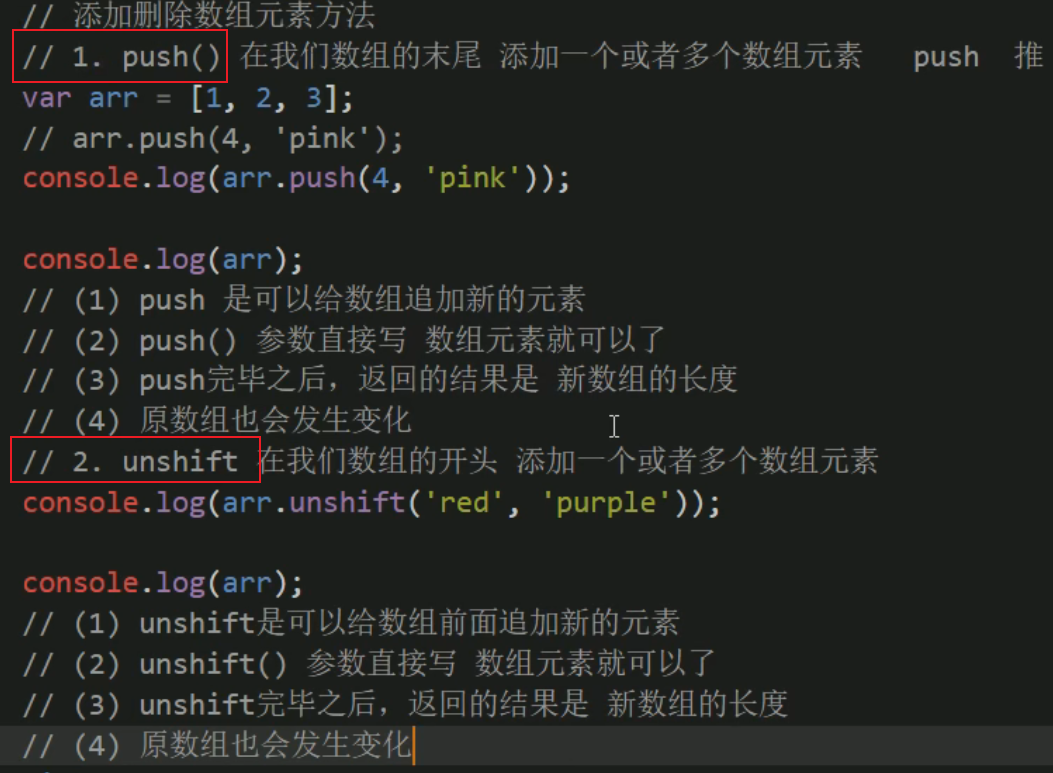 // 添加删除数组元素方法
// 1. push() 在我们数组的末尾 添加一个或者多个数组元素 push 推
var arr = [1, 2, 3];
// arr.push(4, 'pink');
console.log(arr.push(4, 'pink'));
console.log(arr);
// (1) push 是可以给数组追加新的元素
// (2) push() 参数直接写 数组元素就可以了
// (3) push完毕之后，返回的结果是 新数组的长度
// (4) 原数组也会发生变化
// 2. unshift 在我们数组的开头 添加一个或者多个数组元素
console.log(arr.unshift('red', 'purple'));
console.log(arr);
// (1) unshift是可以给数组前面追加新的元素
// (2) unshift() 参数直接写 数组元素就可以了
// (3) unshift完毕之后，返回的结果是 新数组的长度
// (4) 原数组也会发生变化